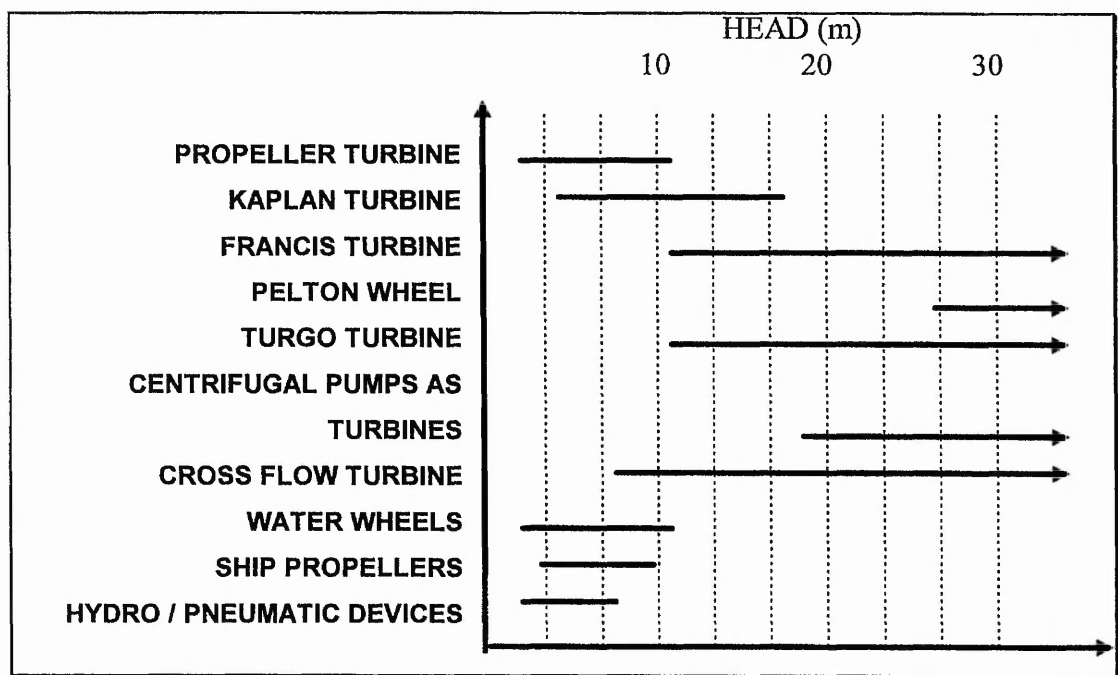 HEAD (m)
10 20 30
PROPELLER TURBINE
KAPLAN TURBINE
FRANCIS TURBINE
PELTON WHEEL
TURGO TURBINE
CENTRIFUGAL PUMPS AS
TURBINES
CROSS FLOW TURBINE
WATER WHEELS
SHIP PROPELLERS
HYDRO / PNEUMATIC DEVICES